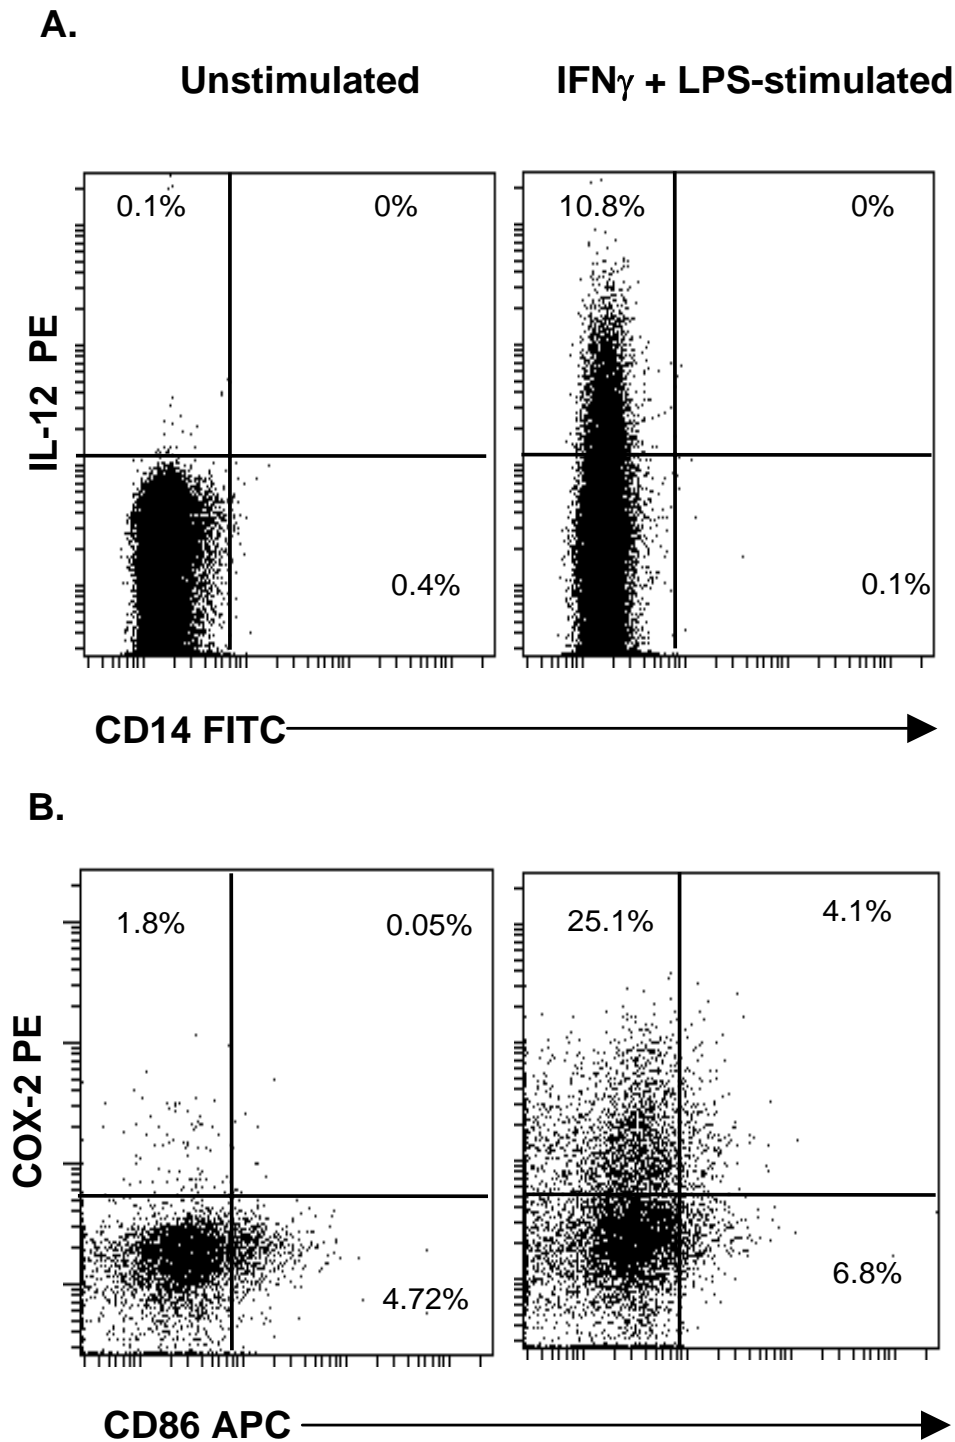 A.
Unstimulated
IFNγ + LPS-stimulated
0.1%
0%
10.8%
0%
IL-12 PE
0.4%
0.1%
CD14 FITC
B.
1.8%
0.05%
25.1%
4.1%
COX-2 PE
4.72%
6.8%
CD86 APC